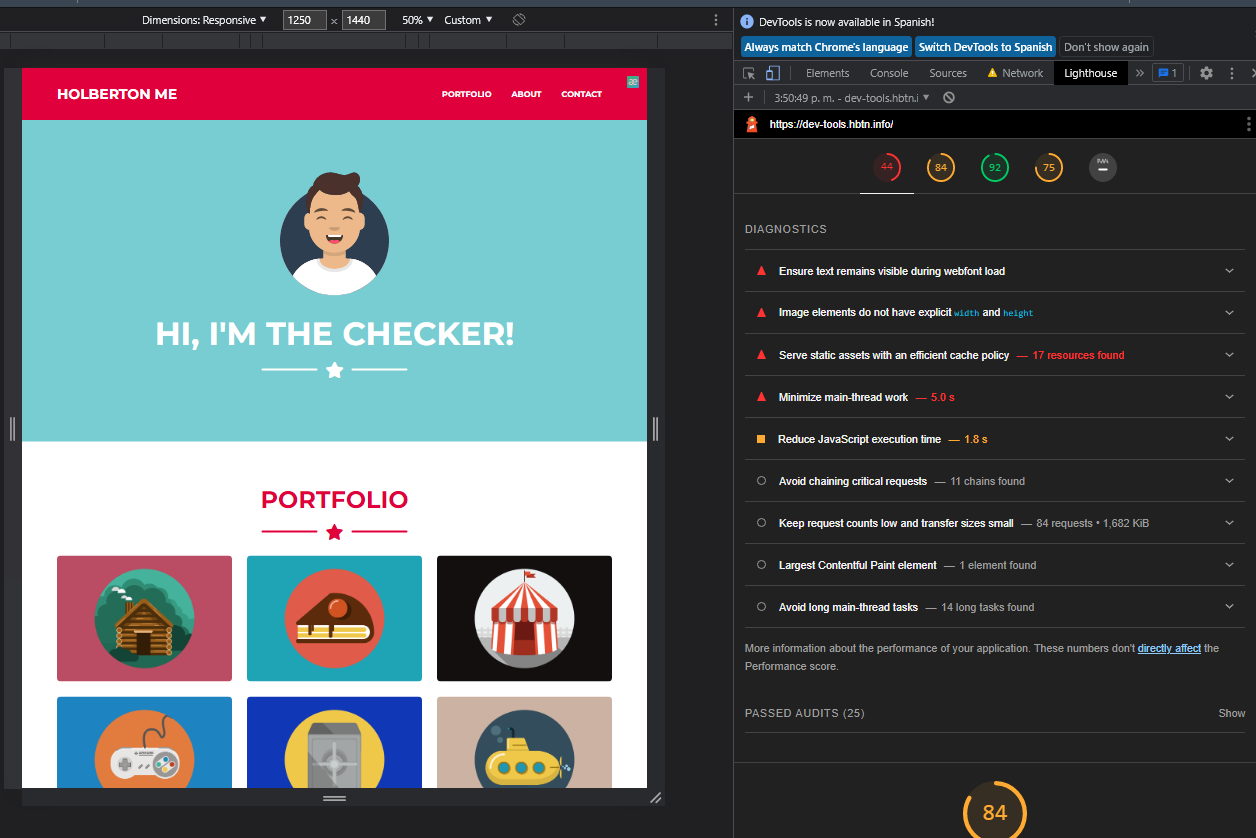 Dimensions: Responsive ▼ 1250 × 1440 50% ▼ Custom ▼
HOLBERTON ME
PORTFOLIO ABOUT CONTACT
æ
HI, I'M THE CHECKER!
PORTFOLIO
DevTools is now available in Spanish!
Always match Chrome's language Switch DevTools to Spanish Don't show again
Elements Console Sources Network Lighthouse » 1
3:50:49 p. m. - dev-tools.hbtn.i ▼
https://dev-tools.hbtn.info/
44 84 92 75
DIAGNOSTICS
Ensure text remains visible during webfont load
Image elements do not have explicit width and height
Serve static assets with an efficient cache policy — 17 resources found
Minimize main-thread work — 5.0 s
Reduce JavaScript execution time — 1.8 s
Avoid chaining critical requests — 11 chains found
Keep request counts low and transfer sizes small — 84 requests • 1,682 KiB
Largest Contentful Paint element — 1 element found
Avoid long main-thread tasks — 14 long tasks found
More information about the performance of your application. These numbers don't directly affect the
Performance score.
PASSED AUDITS (25) Show
84